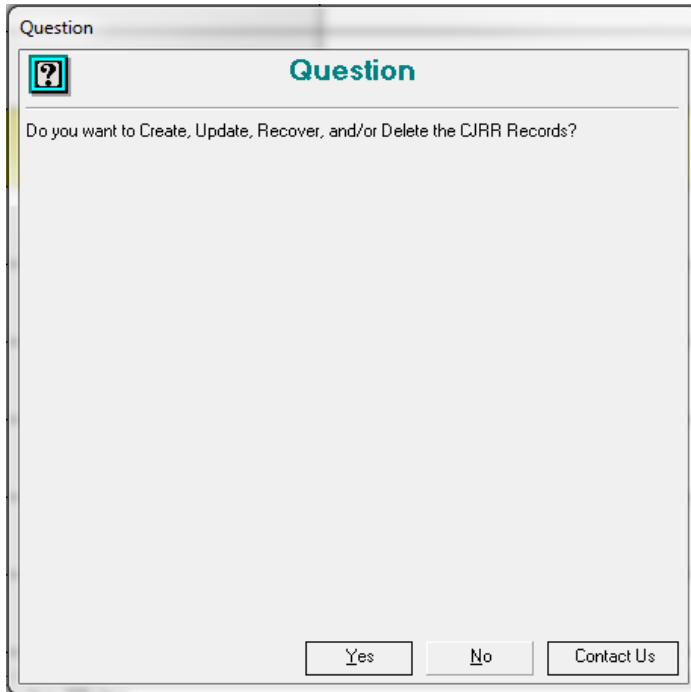 Question
Question
Do you want to Create, Update, Recover, and/or Delete the CJRR Records?
Yes
No
Contact Us